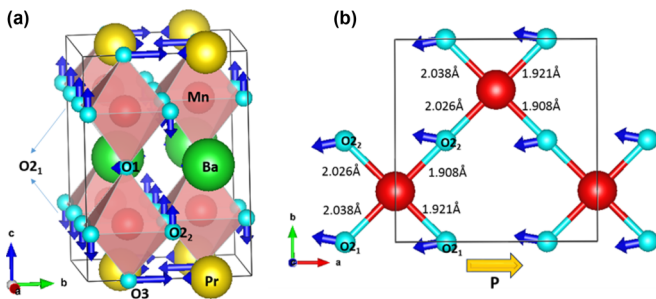 (a)
Mn
O2₁
O1
Ba
O2₂
c
b
a
O3
Pr
(b)
2.038Å
1.921Å
2.026Å
1.908Å
O2₂
O2₂
2.026Å
1.908Å
2.038Å
1.921Å
O2₁
O2₁
b
c
a
P